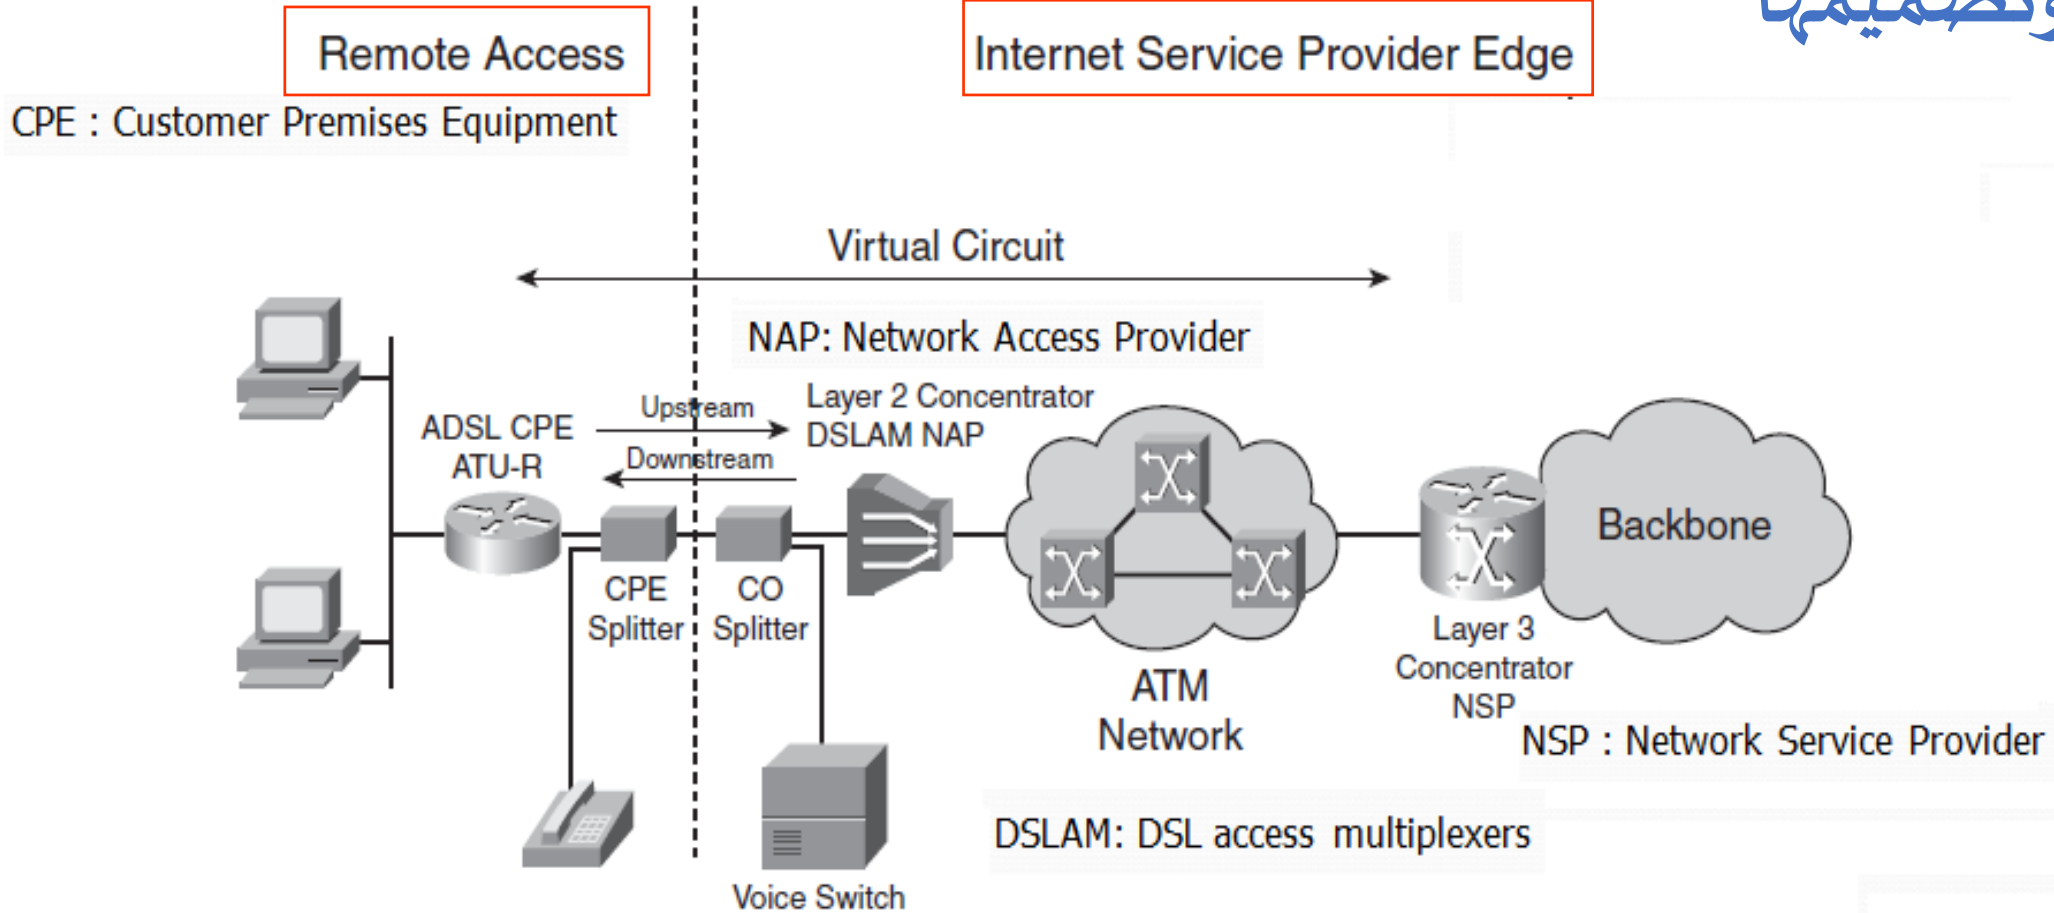 Remote Access
Internet Service Provider Edge
CPE : Customer Premises Equipment
Virtual Circuit
NAP: Network Access Provider
Upstream
Downstream
Layer 2 Concentrator
DSLAM NAP
ADSL CPE
ATU-R
CPE
Splitter
CO
Splitter
Backbone
Layer 3
Concentrator
NSP
ATM
Network
NSP : Network Service Provider
DSLAM: DSL access multiplexers
Voice Switch